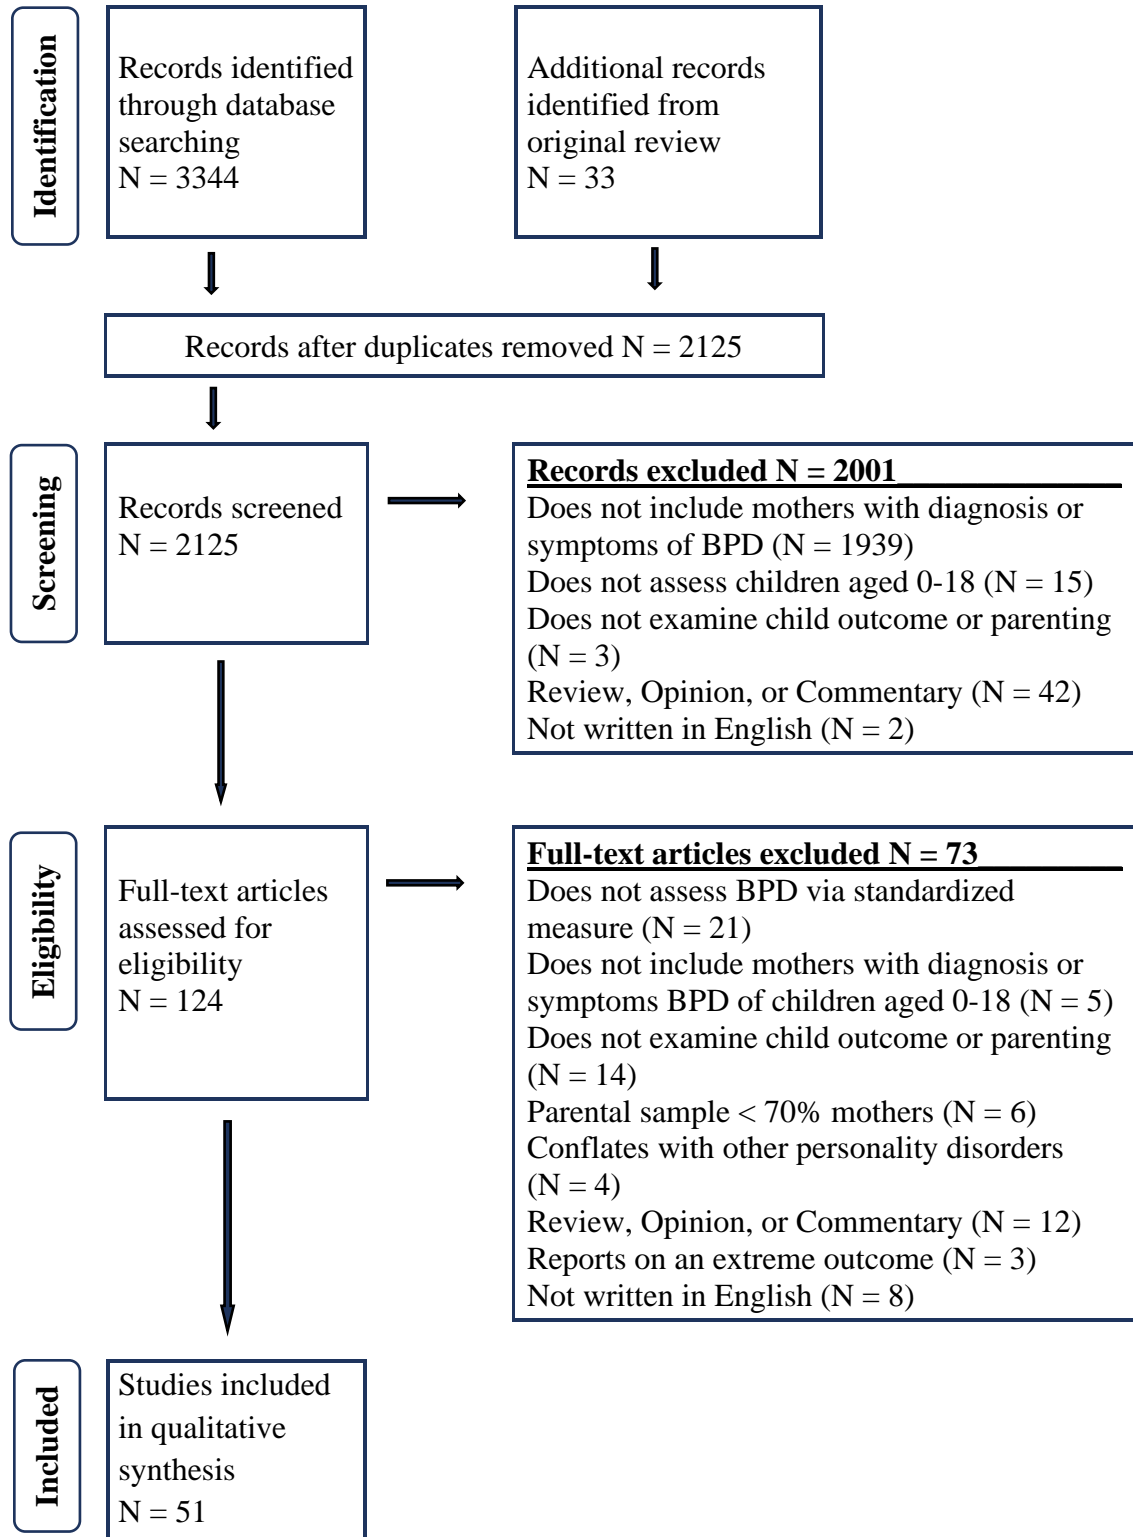 Identification
Records identified
through database
searching
N = 3344
Additional records
identified from
original review
N = 33
Records after duplicates removed N = 2125
Screening
Records screened
N = 2125
Records excluded N = 2001
Does not include mothers with diagnosis or
symptoms of BPD (N = 1939)
Does not assess children aged 0-18 (N = 15)
Does not examine child outcome or parenting
(N = 3)
Review, Opinion, or Commentary (N = 42)
Not written in English (N = 2)
Eligibility
Full-text articles
assessed for
eligibility
N = 124
Full-text articles excluded N = 73
Does not assess BPD via standardized
measure (N = 21)
Does not include mothers with diagnosis or
symptoms BPD of children aged 0-18 (N = 5)
Does not examine child outcome or parenting
(N = 14)
Parental sample < 70% mothers (N = 6)
Conflates with other personality disorders
(N = 4)
Review, Opinion, or Commentary (N = 12)
Reports on an extreme outcome (N = 3)
Not written in English (N = 8)
Included
Studies included
in qualitative
synthesis
N = 51